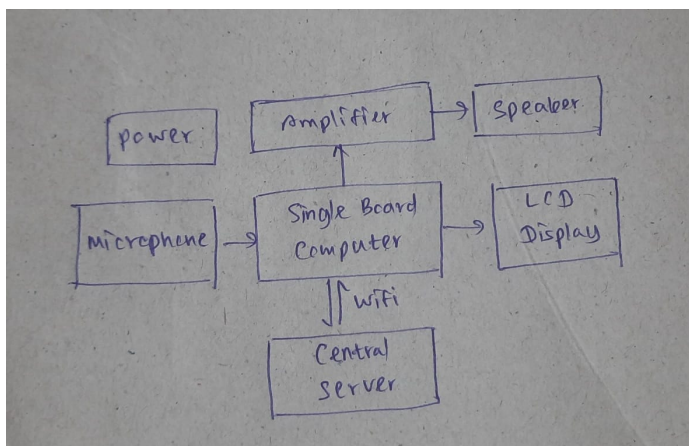 Amplifier
Speaker
power
microphone
Single Board
Computer
LCD
Display
wifi
Central
Server